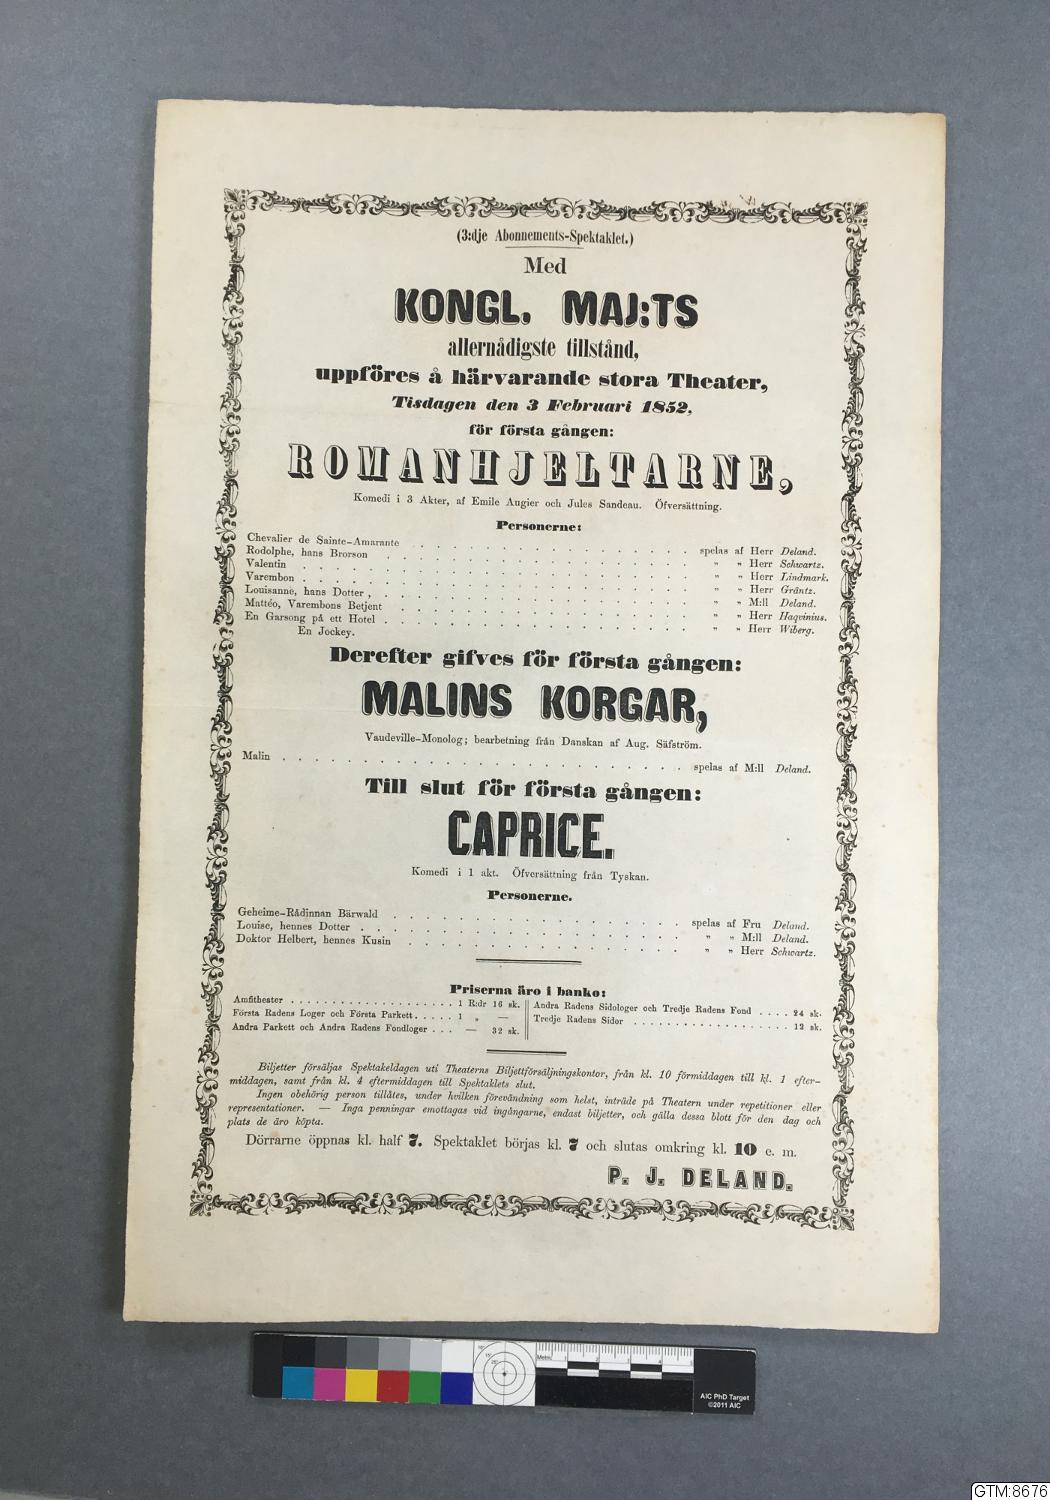 (3:dje Abonnements-Spektaklet.)
Med
KONGL. MAJ:TS
allernådigste tillstånd,
uppföres å härvarande stora Theater,
Tisdagen den 3 Februari 1852,
för första gången:
ROMANHJELTARNE,
Komedi i 3 Akter, af Emile Augier och Jules Sandeau. Öfversättning.
Personerne:
Chevalier de Sainte-Amarante . . . . . . . . . . . . . . . . . . spelas af Herr Deland.
Rodolphe, hans Brorson . . . . . . . . . . . . . . . . . . . „ „ Herr Schwartz.
Valentin . . . . . . . . . . . . . . . . . . . . . . . „ „ Herr Lindmark.
Varembon . . . . . . . . . . . . . . . . . . . . . . . „ „ Herr Gräntz.
Louisanne, hans Dotter , . . . . . . . . . . . . . . . . . . . „ „ M:ll Deland.
Mattéo, Varembons Betjent . . . . . . . . . . . . . . . . . . „ „ Herr Haqvinius.
En Garsong på ett Hotel . . . . . . . . . . . . . . . . . . . „ „ Herr Wiberg.
En Jockey.
Derefter gifves för första gången:
MALINS KORGAR,
Vaudeville-Monolog; bearbetning från Danskan af Aug. Säfström.
Malin . . . . . . . . . . . . . . . . . . . . . . . . . spelas af M:ll Deland.
Till slut för första gången:
CAPRICE.
Komedi i 1 akt. Öfversättning från Tyskan.
Personerne.
Geheime-Rådinnan Bärwald . . . . . . . . . . . . . . . . . . spelas af Fru Deland.
Louise, hennes Dotter . . . . . . . . . . . . . . . . . . . . „ „ M:ll Deland.
Doktor Helbert, hennes Kusin . . . . . . . . . . . . . . . . . „ „ Herr Schwartz.
Priserna äro i banko:
Amfitheater . . . . . . . . . . . . . . . . . . . . 1 R:dr 16 sk.
Första Radens Loger och Första Parkett. . . . . . 1 „ —
Andra Parkett och Andra Radens Fondloger . . . — 32 sk.
Andra Radens Sidologer och Tredje Radens Fond . . . . 24 sk.
Tredje Radens Sidor . . . . . . . . . . . . . . . . . 12 sk.
Biljetter försäljas Spektakeldagen uti Theaterns Biljettförsäljningskontor, från kl. 10 förmiddagen till kl. 1 efter-
middagen, samt från kl. 4 eftermiddagen till Spektaklets slut.
Ingen obehörig person tillåtes, under hvilken förevändning som helst, inträde på Theatern under repetitioner eller
representationer. — Inga penningar emottagas vid ingångarne, endast biljetter, och gälla dessa blott för den dag och
plats de äro köpta.
Dörrarne öppnas kl. half 7. Spektaklet börjas kl. 7 och slutas omkring kl. 10 e. m.
P. J. DELAND.
AIC PhD Target
©2011 AIC
GTM:8676